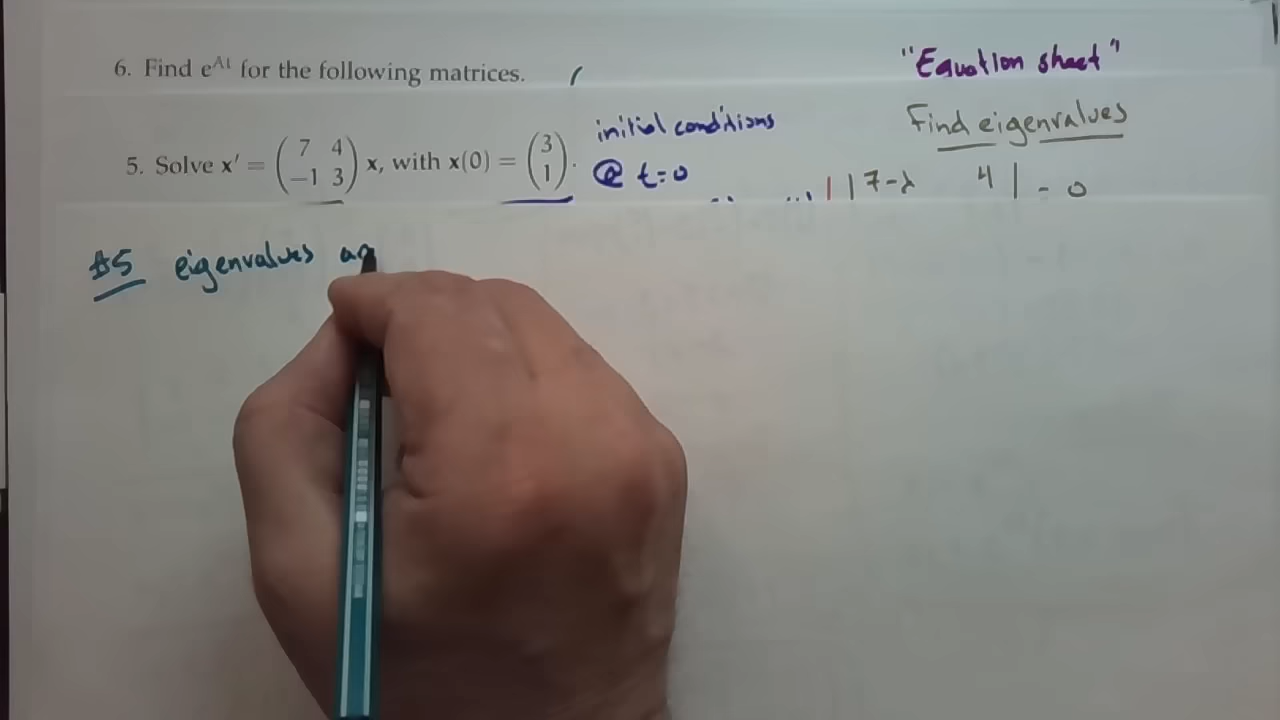 6. Find e^{At} for the following matrices.
"Equation sheet"
Find eigenvalues
5. Solve x′ = ( 7 4 / −1 3 ) x, with x(0) = ( 3 / 1 ).
initial conditions
@ t=0
| 7-λ 4 | - 0
#5 eigenvalues